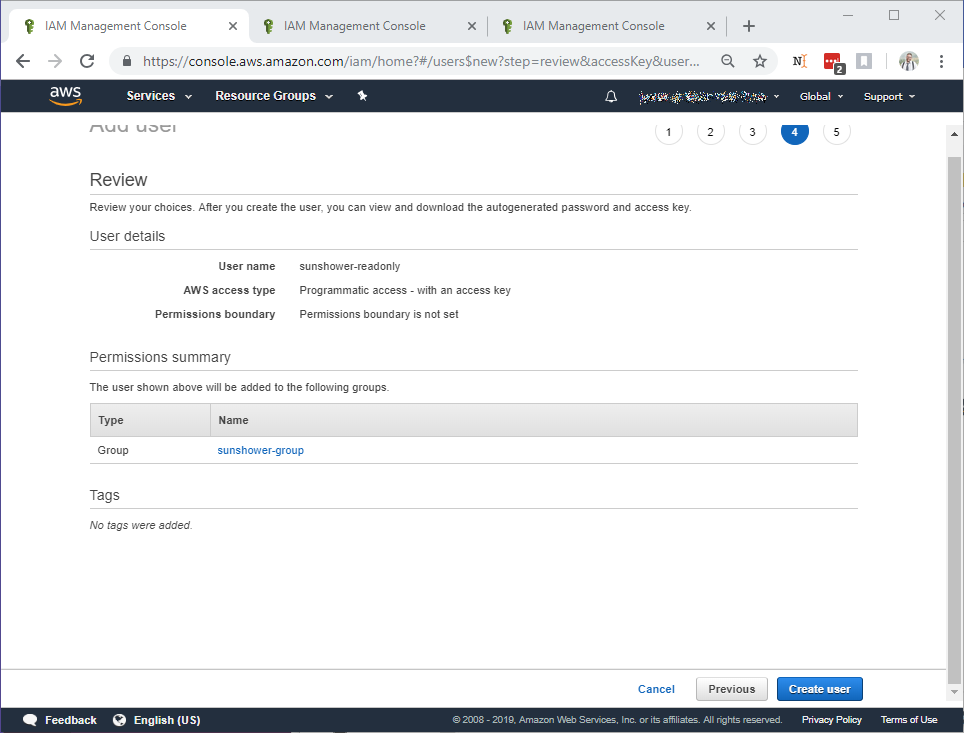 IAM Management Console
IAM Management Console
IAM Management Console
https://console.aws.amazon.com/iam/home?#/users$new?step=review&accessKey&user...
N
2
aws Services Resource Groups Global Support
Add user 1 2 3 4 5
Review
Review your choices. After you create the user, you can view and download the autogenerated password and access key.
User details
User name sunshower-readonly
AWS access type Programmatic access - with an access key
Permissions boundary Permissions boundary is not set
Permissions summary
The user shown above will be added to the following groups.
Type Name
Group sunshower-group
Tags
No tags were added.
Cancel Previous Create user
Feedback English (US) © 2008 - 2019, Amazon Web Services, Inc. or its affiliates. All rights reserved. Privacy Policy Terms of Use